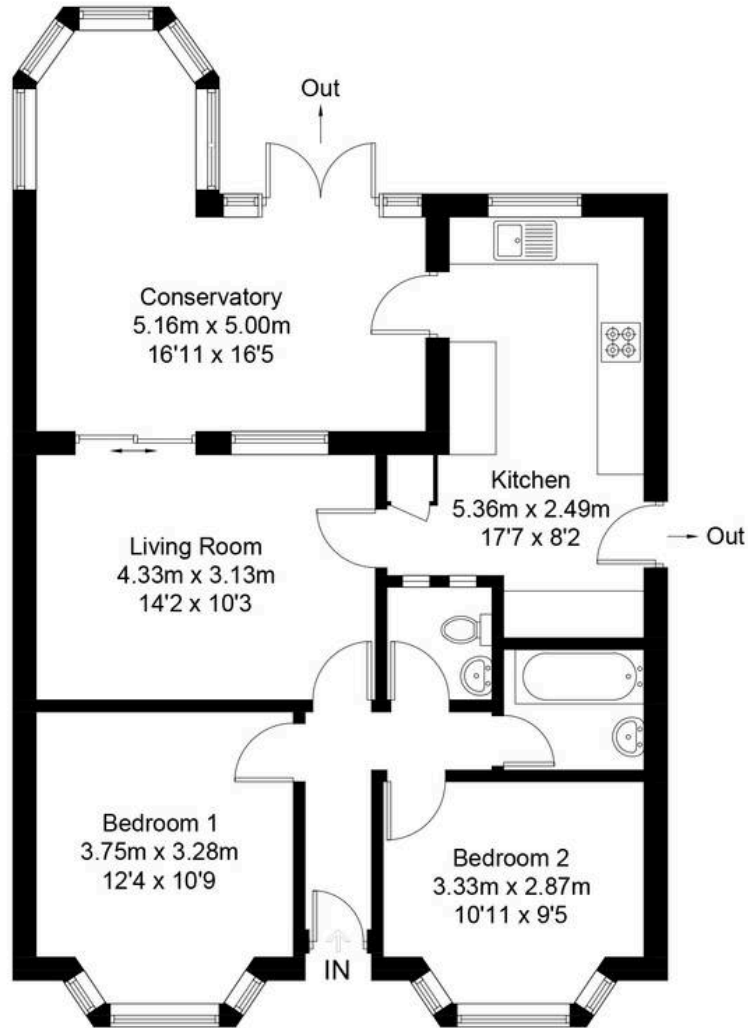 Out
Conservatory
5.16m x 5.00m
16'11 x 16'5
Kitchen
5.36m x 2.49m
17'7 x 8'2
Out
Living Room
4.33m x 3.13m
14'2 x 10'3
Bedroom 1
3.75m x 3.28m
12'4 x 10'9
Bedroom 2
3.33m x 2.87m
10'11 x 9'5
IN